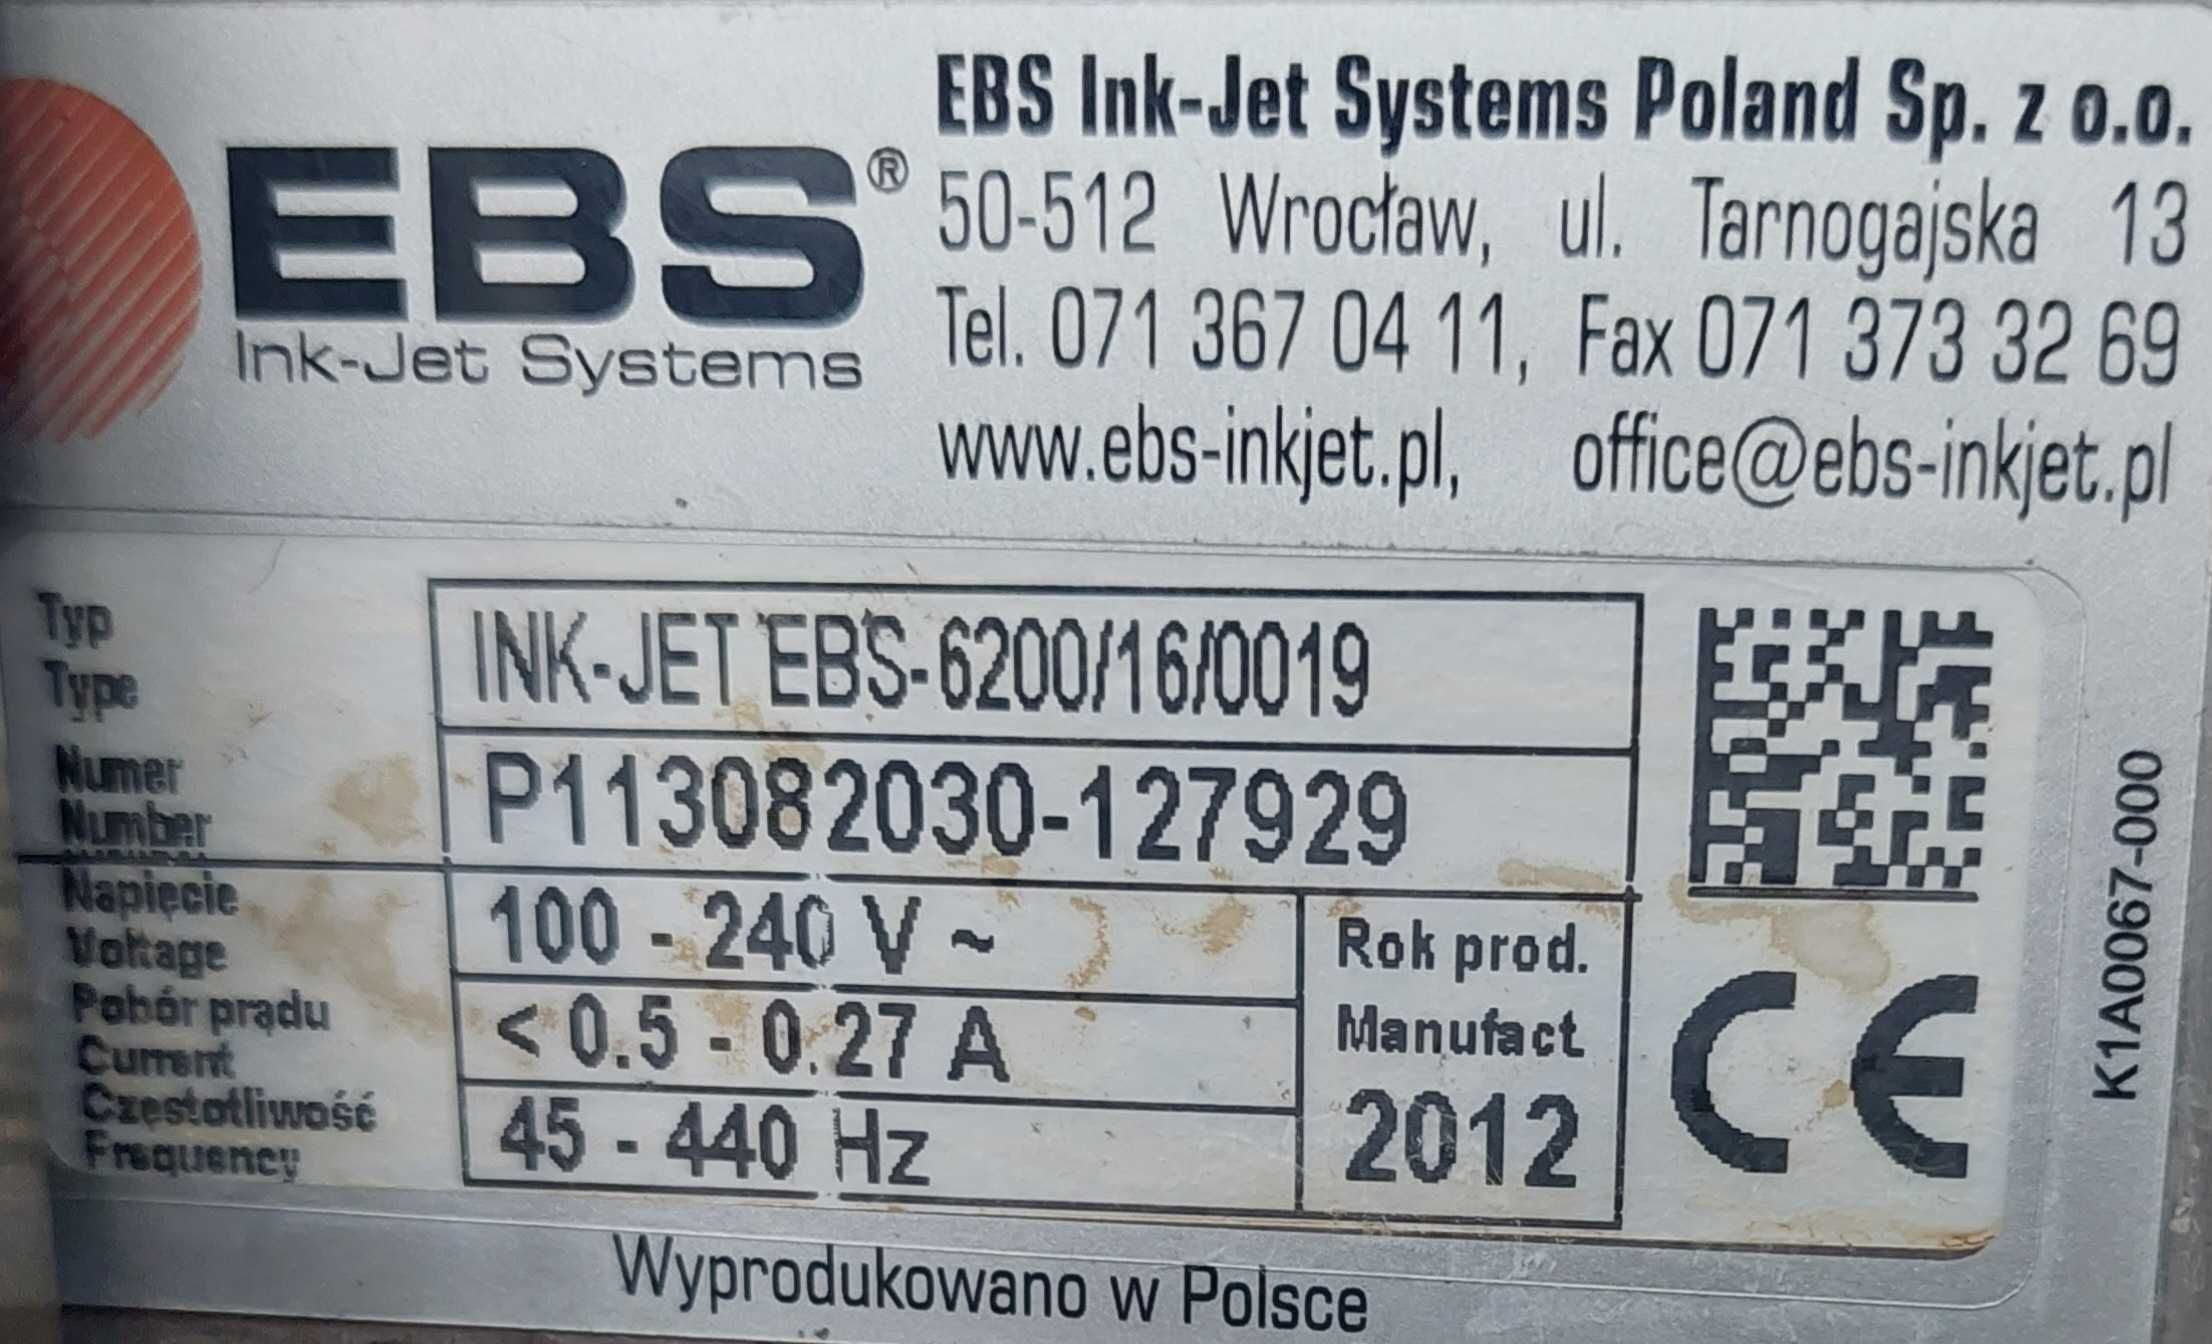 EBS®
Ink-Jet Systems
EBS Ink-Jet Systems Poland Sp. z o.o.
50-512 Wrocław, ul. Tarnogajska 13
Tel. 071 367 04 11, Fax 071 373 32 69
www.ebs-inkjet.pl, office@ebs-inkjet.pl
Typ
Type
INK-JET EBS-6200/16/0019
Numer
Number
P113082030-127929
Napięcie
Voltage
100 - 240 V ~
Pobór prądu
Current
< 0.5 - 0.27 A
Częstotliwość
Frequency
45 - 440 Hz
Rok prod.
Manufact
2012
CE
K1A0067-000
Wyprodukowano w Polsce